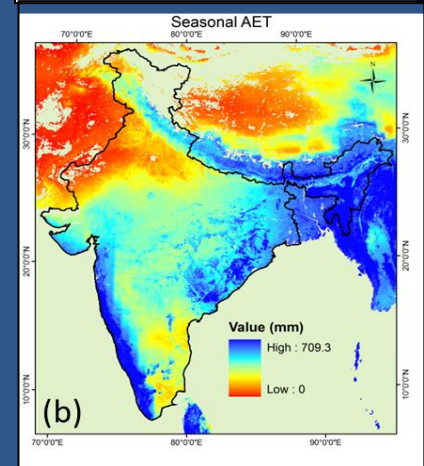 Seasonal AET
70°0'0"E 80°0'0"E 90°0'0"E
N
30°0'0"N 30°0'0"N
20°0'0"N 20°0'0"N
Value (mm)
High : 709.3
Low : 0
10°0'0"N 10°0'0"N
(b)
70°0'0"E 80°0'0"E 90°0'0"E